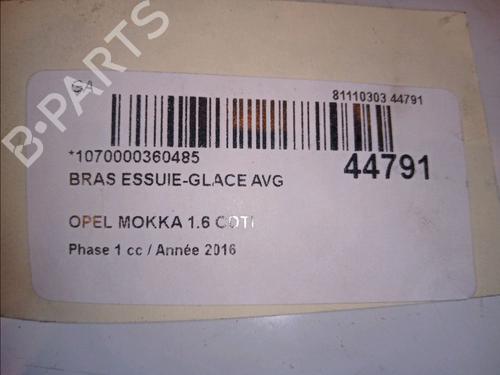 B-PARTS
GA
81110303 44791
*1070000360485
44791
BRAS ESSUIE-GLACE AVG
OPEL MOKKA 1.6 CDTI
Phase 1 cc / Année 2016